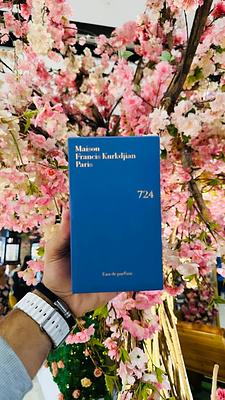 Maison
Francis Kurkdjian
Paris
724
Eau de parfum